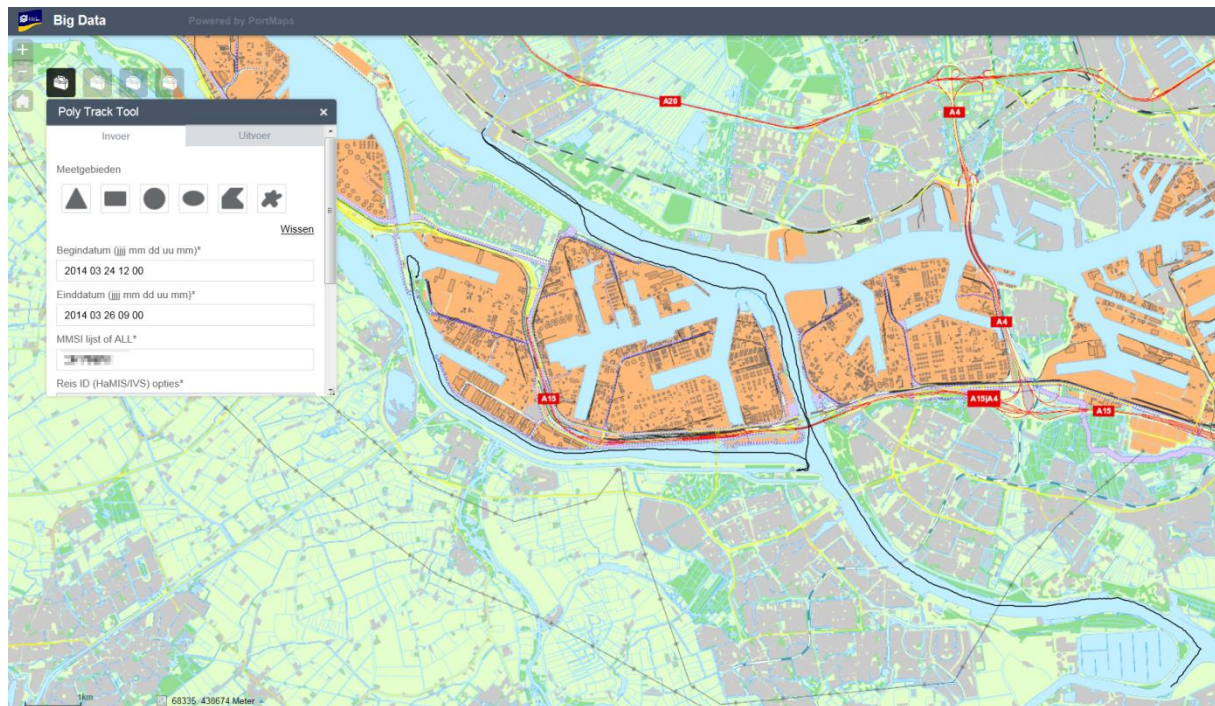 Big Data
Powered by PortMaps
Poly Track Tool ×
Invoer Uitvoer
Meetgebieden
Wissen
Begindatum (jjjj mm dd uu mm)*
2014 03 24 12 00
Einddatum (jjjj mm dd uu mm)*
2014 03 26 09 00
MMSI lijst of ALL*
Reis ID (HaMIS/IVS) opties*
A20
A4
A4
A15
A15|A4
A15
1km
68335 438674 Meter